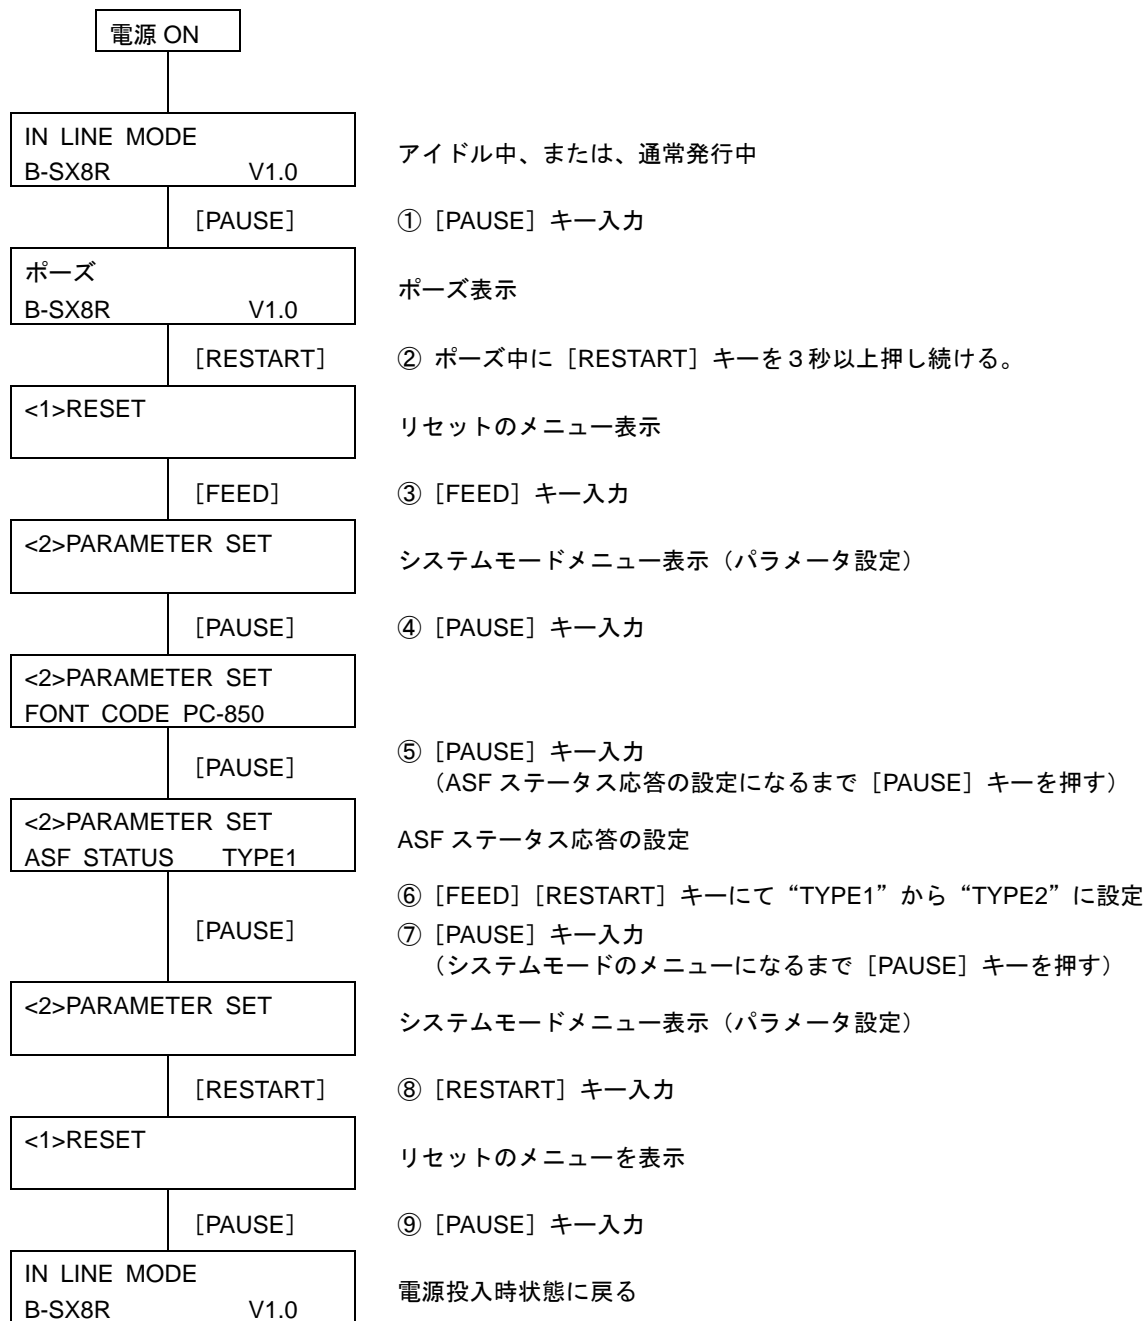 電源 ON
IN LINE MODE
B-SX8R V1.0
アイドル中、または、通常発行中
[PAUSE]
① [PAUSE] キー入力
ポーズ
B-SX8R V1.0
ポーズ表示
[RESTART]
② ポーズ中に [RESTART] キーを3秒以上押し続ける。
<1>RESET
リセットのメニュー表示
[FEED]
③ [FEED] キー入力
<2>PARAMETER SET
システムモードメニュー表示（パラメータ設定）
[PAUSE]
④ [PAUSE] キー入力
<2>PARAMETER SET
FONT CODE PC-850
[PAUSE]
⑤ [PAUSE] キー入力
（ASF ステータス応答の設定になるまで [PAUSE] キーを押す）
<2>PARAMETER SET
ASF STATUS TYPE1
ASF ステータス応答の設定
⑥ [FEED] [RESTART] キーにて“TYPE1”から“TYPE2”に設定
[PAUSE]
⑦ [PAUSE] キー入力
（システムモードのメニューになるまで [PAUSE] キーを押す）
<2>PARAMETER SET
システムモードメニュー表示（パラメータ設定）
[RESTART]
⑧ [RESTART] キー入力
<1>RESET
リセットのメニューを表示
[PAUSE]
⑨ [PAUSE] キー入力
IN LINE MODE
B-SX8R V1.0
電源投入時状態に戻る